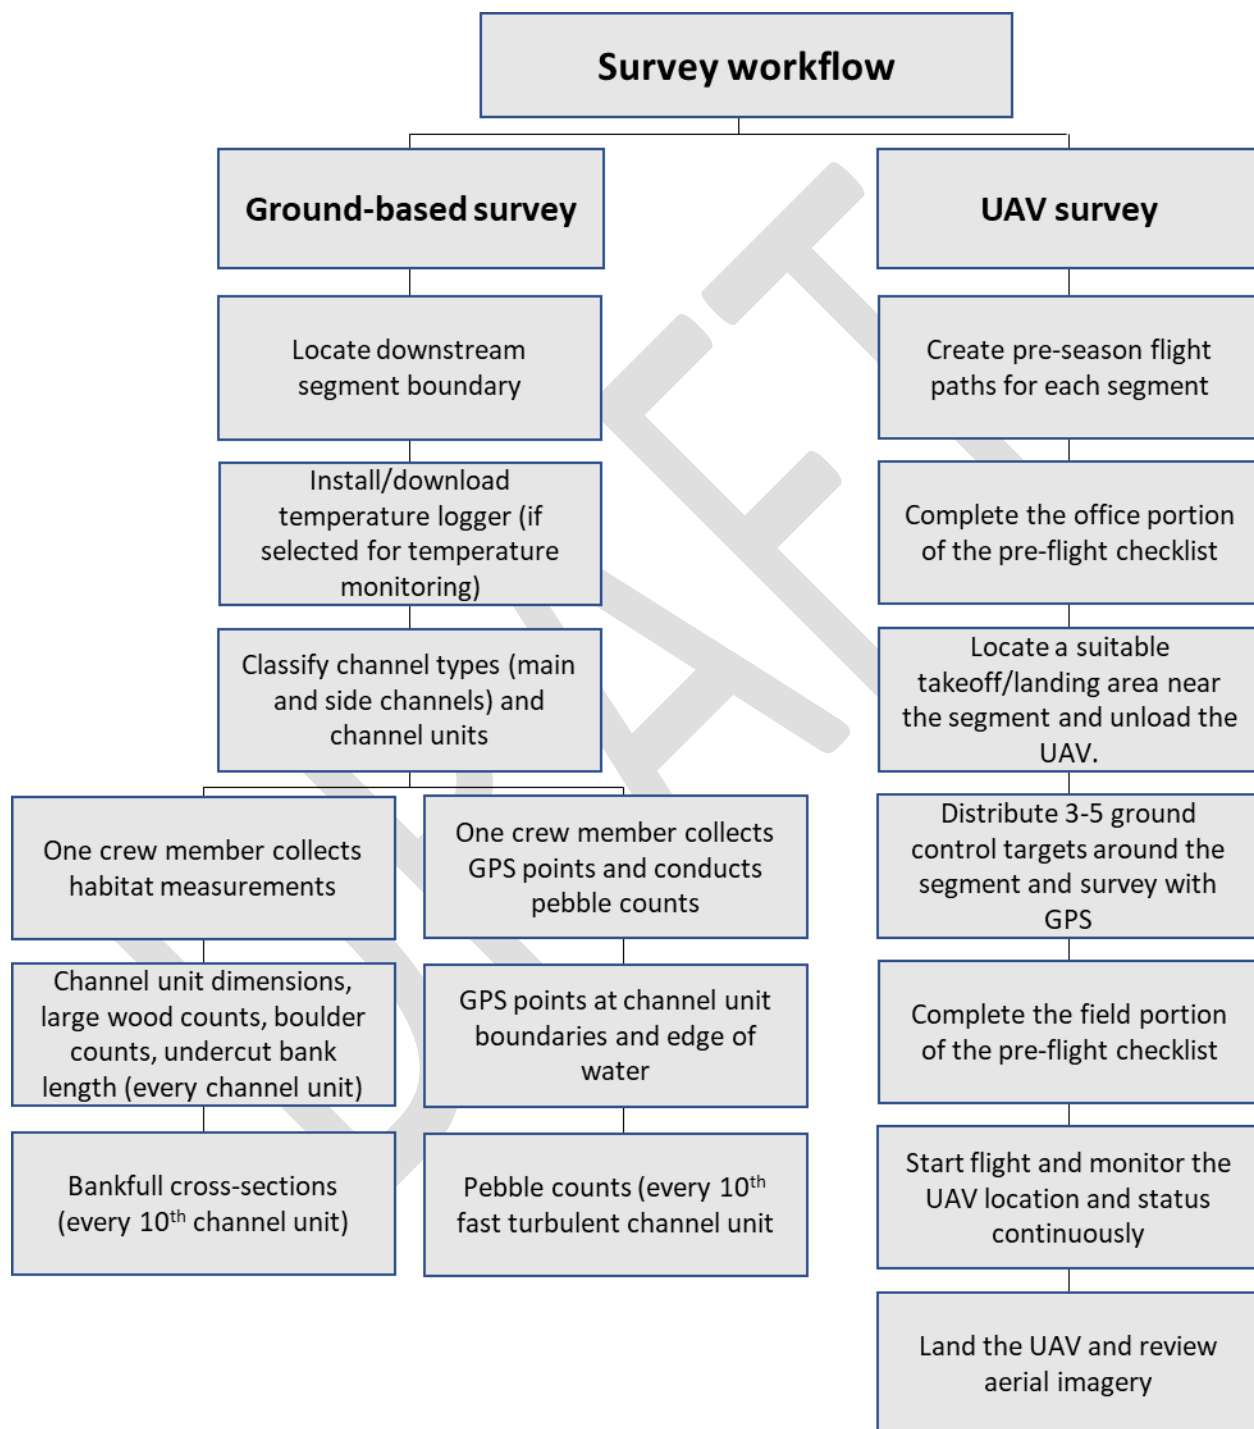 Survey workflow
Ground-based survey
Locate downstream
segment boundary
Install/download
temperature logger (if
selected for temperature
monitoring)
Classify channel types (main
and side channels) and
channel units
One crew member collects
habitat measurements
Channel unit dimensions,
large wood counts, boulder
counts, undercut bank
length (every channel unit)
Bankfull cross-sections
(every 10th channel unit)
One crew member collects
GPS points and conducts
pebble counts
GPS points at channel unit
boundaries and edge of
water
Pebble counts (every 10th
fast turbulent channel unit
UAV survey
Create pre-season flight
paths for each segment
Complete the office portion
of the pre-flight checklist
Locate a suitable
takeoff/landing area near
the segment and unload the
UAV.
Distribute 3-5 ground
control targets around the
segment and survey with
GPS
Complete the field portion
of the pre-flight checklist
Start flight and monitor the
UAV location and status
continuously
Land the UAV and review
aerial imagery
DRAFT